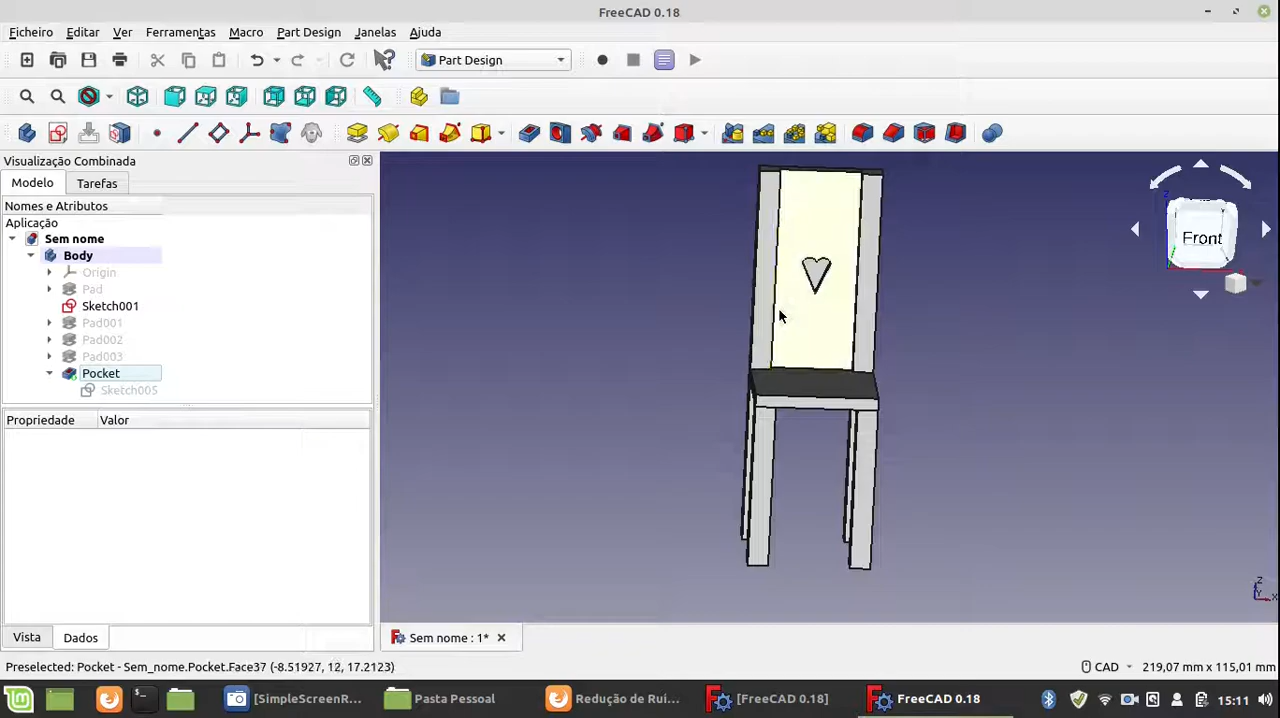 FreeCAD 0.18
Ficheiro Editar Ver Ferramentas Macro Part Design Janelas Ajuda
Part Design
Visualização Combinada
Modelo Tarefas
Nomes e Atributos
Aplicação
Sem nome
Body
Origin
Pad
Sketch001
Pad001
Pad002
Pad003
Pocket
Sketch005
Propriedade Valor
Front
Z
X
Y
Vista Dados
Sem nome : 1*
Preselected: Pocket - Sem_nome.Pocket.Face37 (-8.51927, 12, 17.2123) CAD 219,07 mm x 115,01 mm
[SimpleScreenR... Pasta Pessoal Redução de Ruí... [FreeCAD 0.18] FreeCAD 0.18 15:11